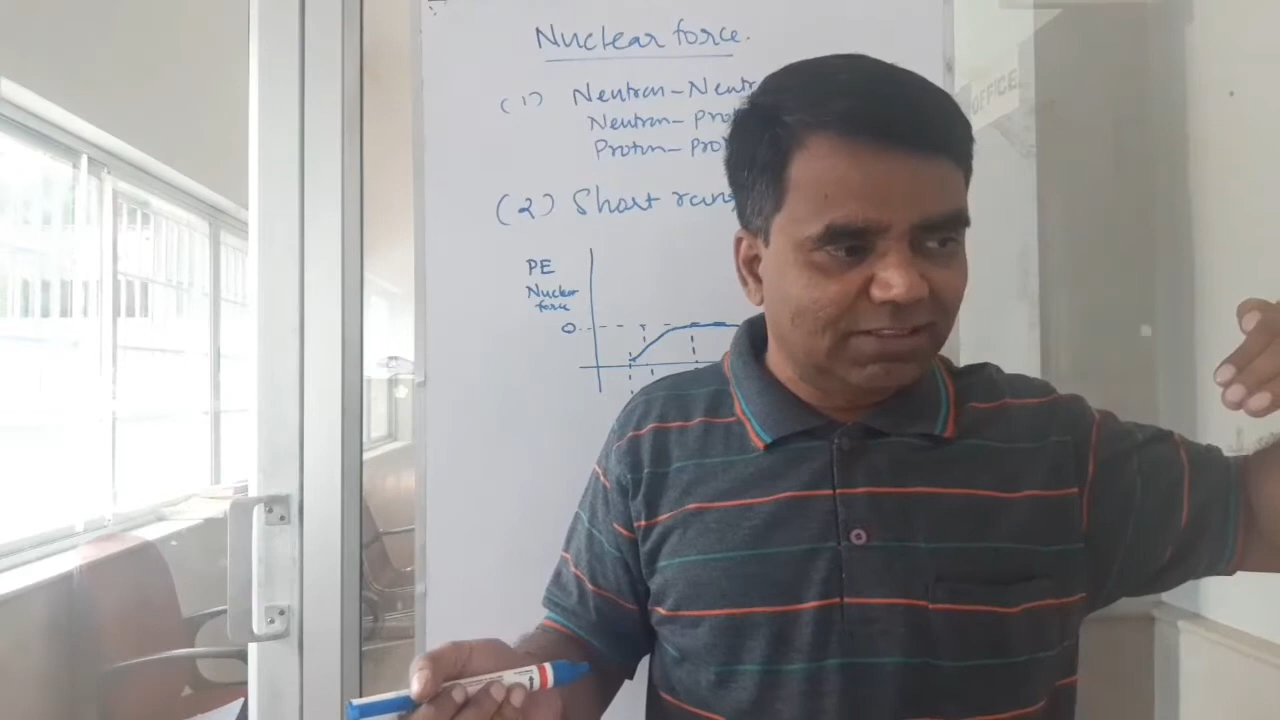 Nuclear force.
(1) Neutron - Neutr
Neutron - Pro
Proton - Pro
(2) Short rang
PE
Nuclear
force
0
OFFICE